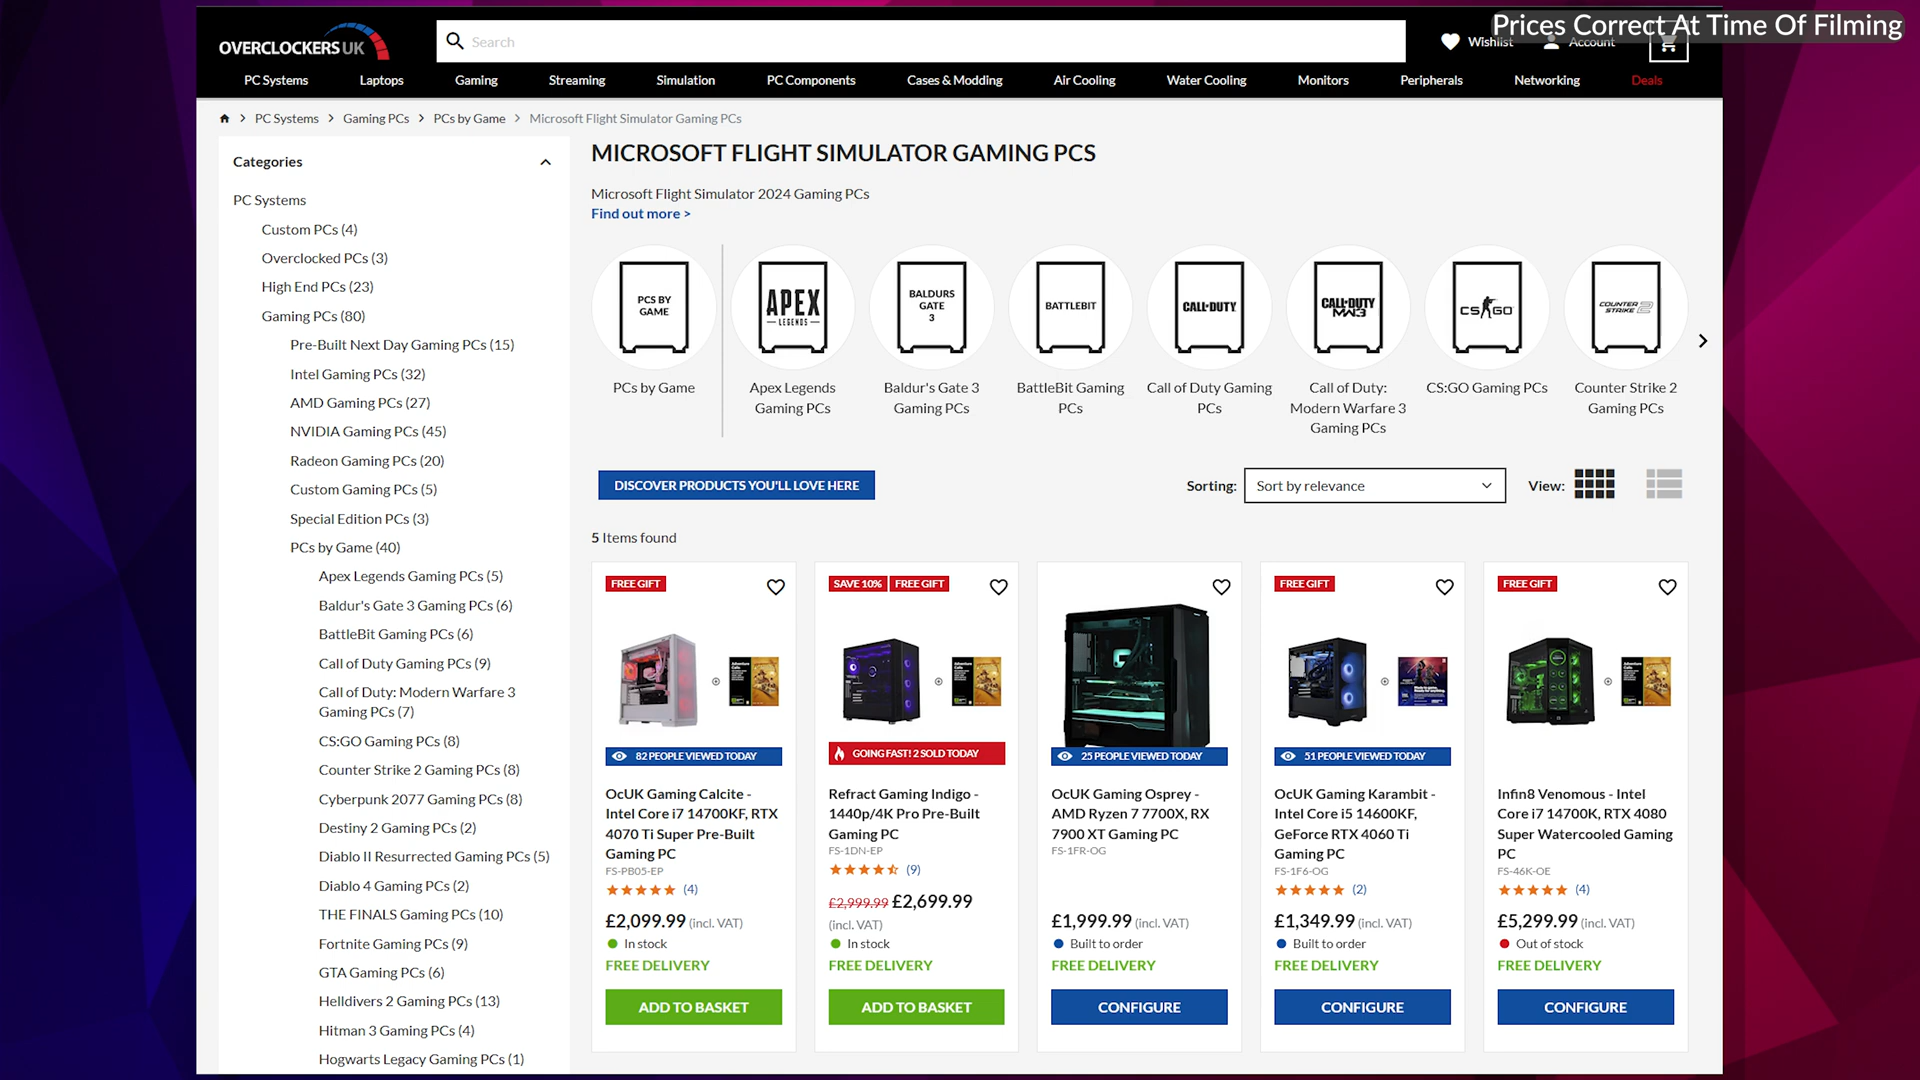 Prices Correct At Time Of Filming
OVERCLOCKERS UK
Search
Wishlist
Account
PC Systems
Laptops
Gaming
Streaming
Simulation
PC Components
Cases & Modding
Air Cooling
Water Cooling
Monitors
Peripherals
Networking
Deals
PC Systems > Gaming PCs > PCs by Game > Microsoft Flight Simulator Gaming PCs
Categories
PC Systems
Custom PCs (4)
Overclocked PCs (3)
High End PCs (23)
Gaming PCs (80)
Pre-Built Next Day Gaming PCs (15)
Intel Gaming PCs (32)
AMD Gaming PCs (27)
NVIDIA Gaming PCs (45)
Radeon Gaming PCs (20)
Custom Gaming PCs (5)
Special Edition PCs (3)
PCs by Game (40)
Apex Legends Gaming PCs (5)
Baldur's Gate 3 Gaming PCs (6)
BattleBit Gaming PCs (6)
Call of Duty Gaming PCs (9)
Call of Duty: Modern Warfare 3
Gaming PCs (7)
CS:GO Gaming PCs (8)
Counter Strike 2 Gaming PCs (8)
Cyberpunk 2077 Gaming PCs (8)
Destiny 2 Gaming PCs (2)
Diablo II Resurrected Gaming PCs (5)
Diablo 4 Gaming PCs (2)
THE FINALS Gaming PCs (10)
Fortnite Gaming PCs (9)
GTA Gaming PCs (6)
Helldivers 2 Gaming PCs (13)
Hitman 3 Gaming PCs (4)
Hogwarts Legacy Gaming PCs (1)
MICROSOFT FLIGHT SIMULATOR GAMING PCS
Microsoft Flight Simulator 2024 Gaming PCs
Find out more >
PCS BY
GAME
PCs by Game
APEX
LEGENDS
Apex Legends
Gaming PCs
BALDURS
GATE
3
Baldur's Gate 3
Gaming PCs
BATTLEBIT
BattleBit Gaming
PCs
CALL OF DUTY
Call of Duty Gaming
PCs
CALL OF DUTY
MW3
Call of Duty:
Modern Warfare 3
Gaming PCs
CS GO
CS:GO Gaming PCs
COUNTER
STRIKE 2
Counter Strike 2
Gaming PCs
DISCOVER PRODUCTS YOU'LL LOVE HERE
Sorting:
Sort by relevance
View:
5 Items found
FREE GIFT
82 PEOPLE VIEWED TODAY
OcUK Gaming Calcite -
Intel Core i7 14700KF, RTX
4070 Ti Super Pre-Built
Gaming PC
FS-PB05-EP
(4)
£2,099.99 (incl. VAT)
In stock
FREE DELIVERY
ADD TO BASKET
SAVE 10% FREE GIFT
GOING FAST! 2 SOLD TODAY
Refract Gaming Indigo -
1440p/4K Pro Pre-Built
Gaming PC
FS-1DN-EP
(9)
£2,999.99 £2,699.99
(incl. VAT)
In stock
FREE DELIVERY
ADD TO BASKET
25 PEOPLE VIEWED TODAY
OcUK Gaming Osprey -
AMD Ryzen 7 7700X, RX
7900 XT Gaming PC
FS-1FR-OG
£1,999.99 (incl. VAT)
Built to order
FREE DELIVERY
CONFIGURE
FREE GIFT
51 PEOPLE VIEWED TODAY
OcUK Gaming Karambit -
Intel Core i5 14600KF,
GeForce RTX 4060 Ti
Gaming PC
FS-1F6-OG
(2)
£1,349.99 (incl. VAT)
Built to order
FREE DELIVERY
CONFIGURE
FREE GIFT
Infin8 Venomous - Intel
Core i7 14700K, RTX 4080
Super Watercooled Gaming
PC
FS-46K-OE
(4)
£5,299.99 (incl. VAT)
Out of stock
FREE DELIVERY
CONFIGURE